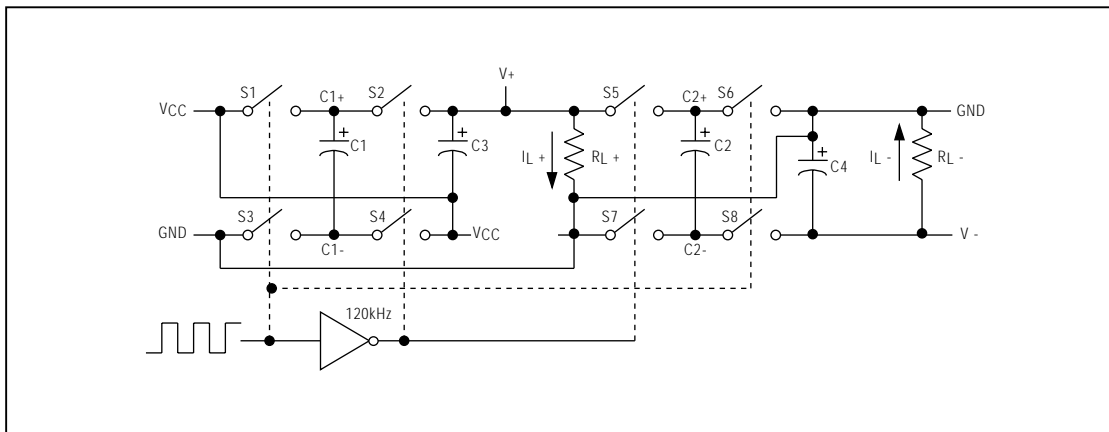 V+
S1
C1+
S2
S5
C2+
S6
VCC
GND
+
C1
+
C3
IL +
RL +
+
C2
+
C4
IL -
RL -
S3
S4
S7
S8
GND
C1-
VCC
C2-
V -
120kHz